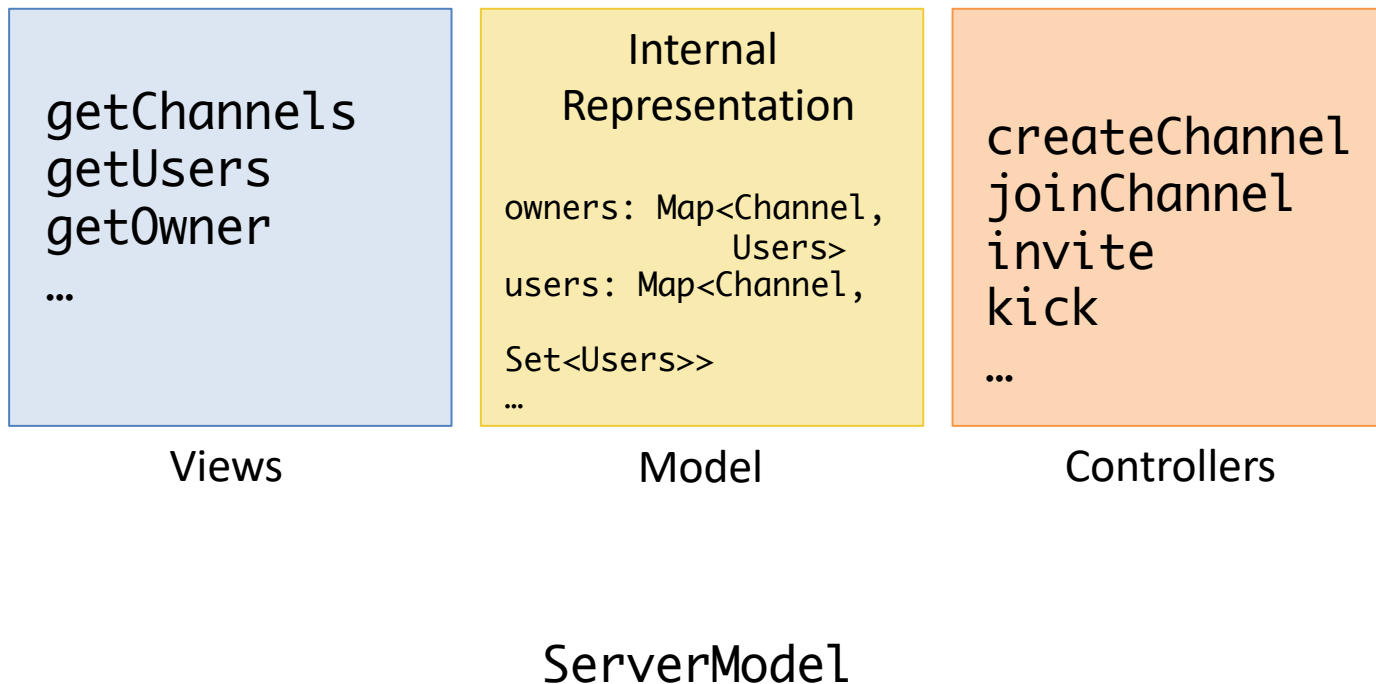 getChannels
getUsers
getOwner
…
Views
Internal
Representation
owners: Map<Channel,
Users>
users: Map<Channel,
Set<Users>>
…
Model
createChannel
joinChannel
invite
kick
…
Controllers
ServerModel